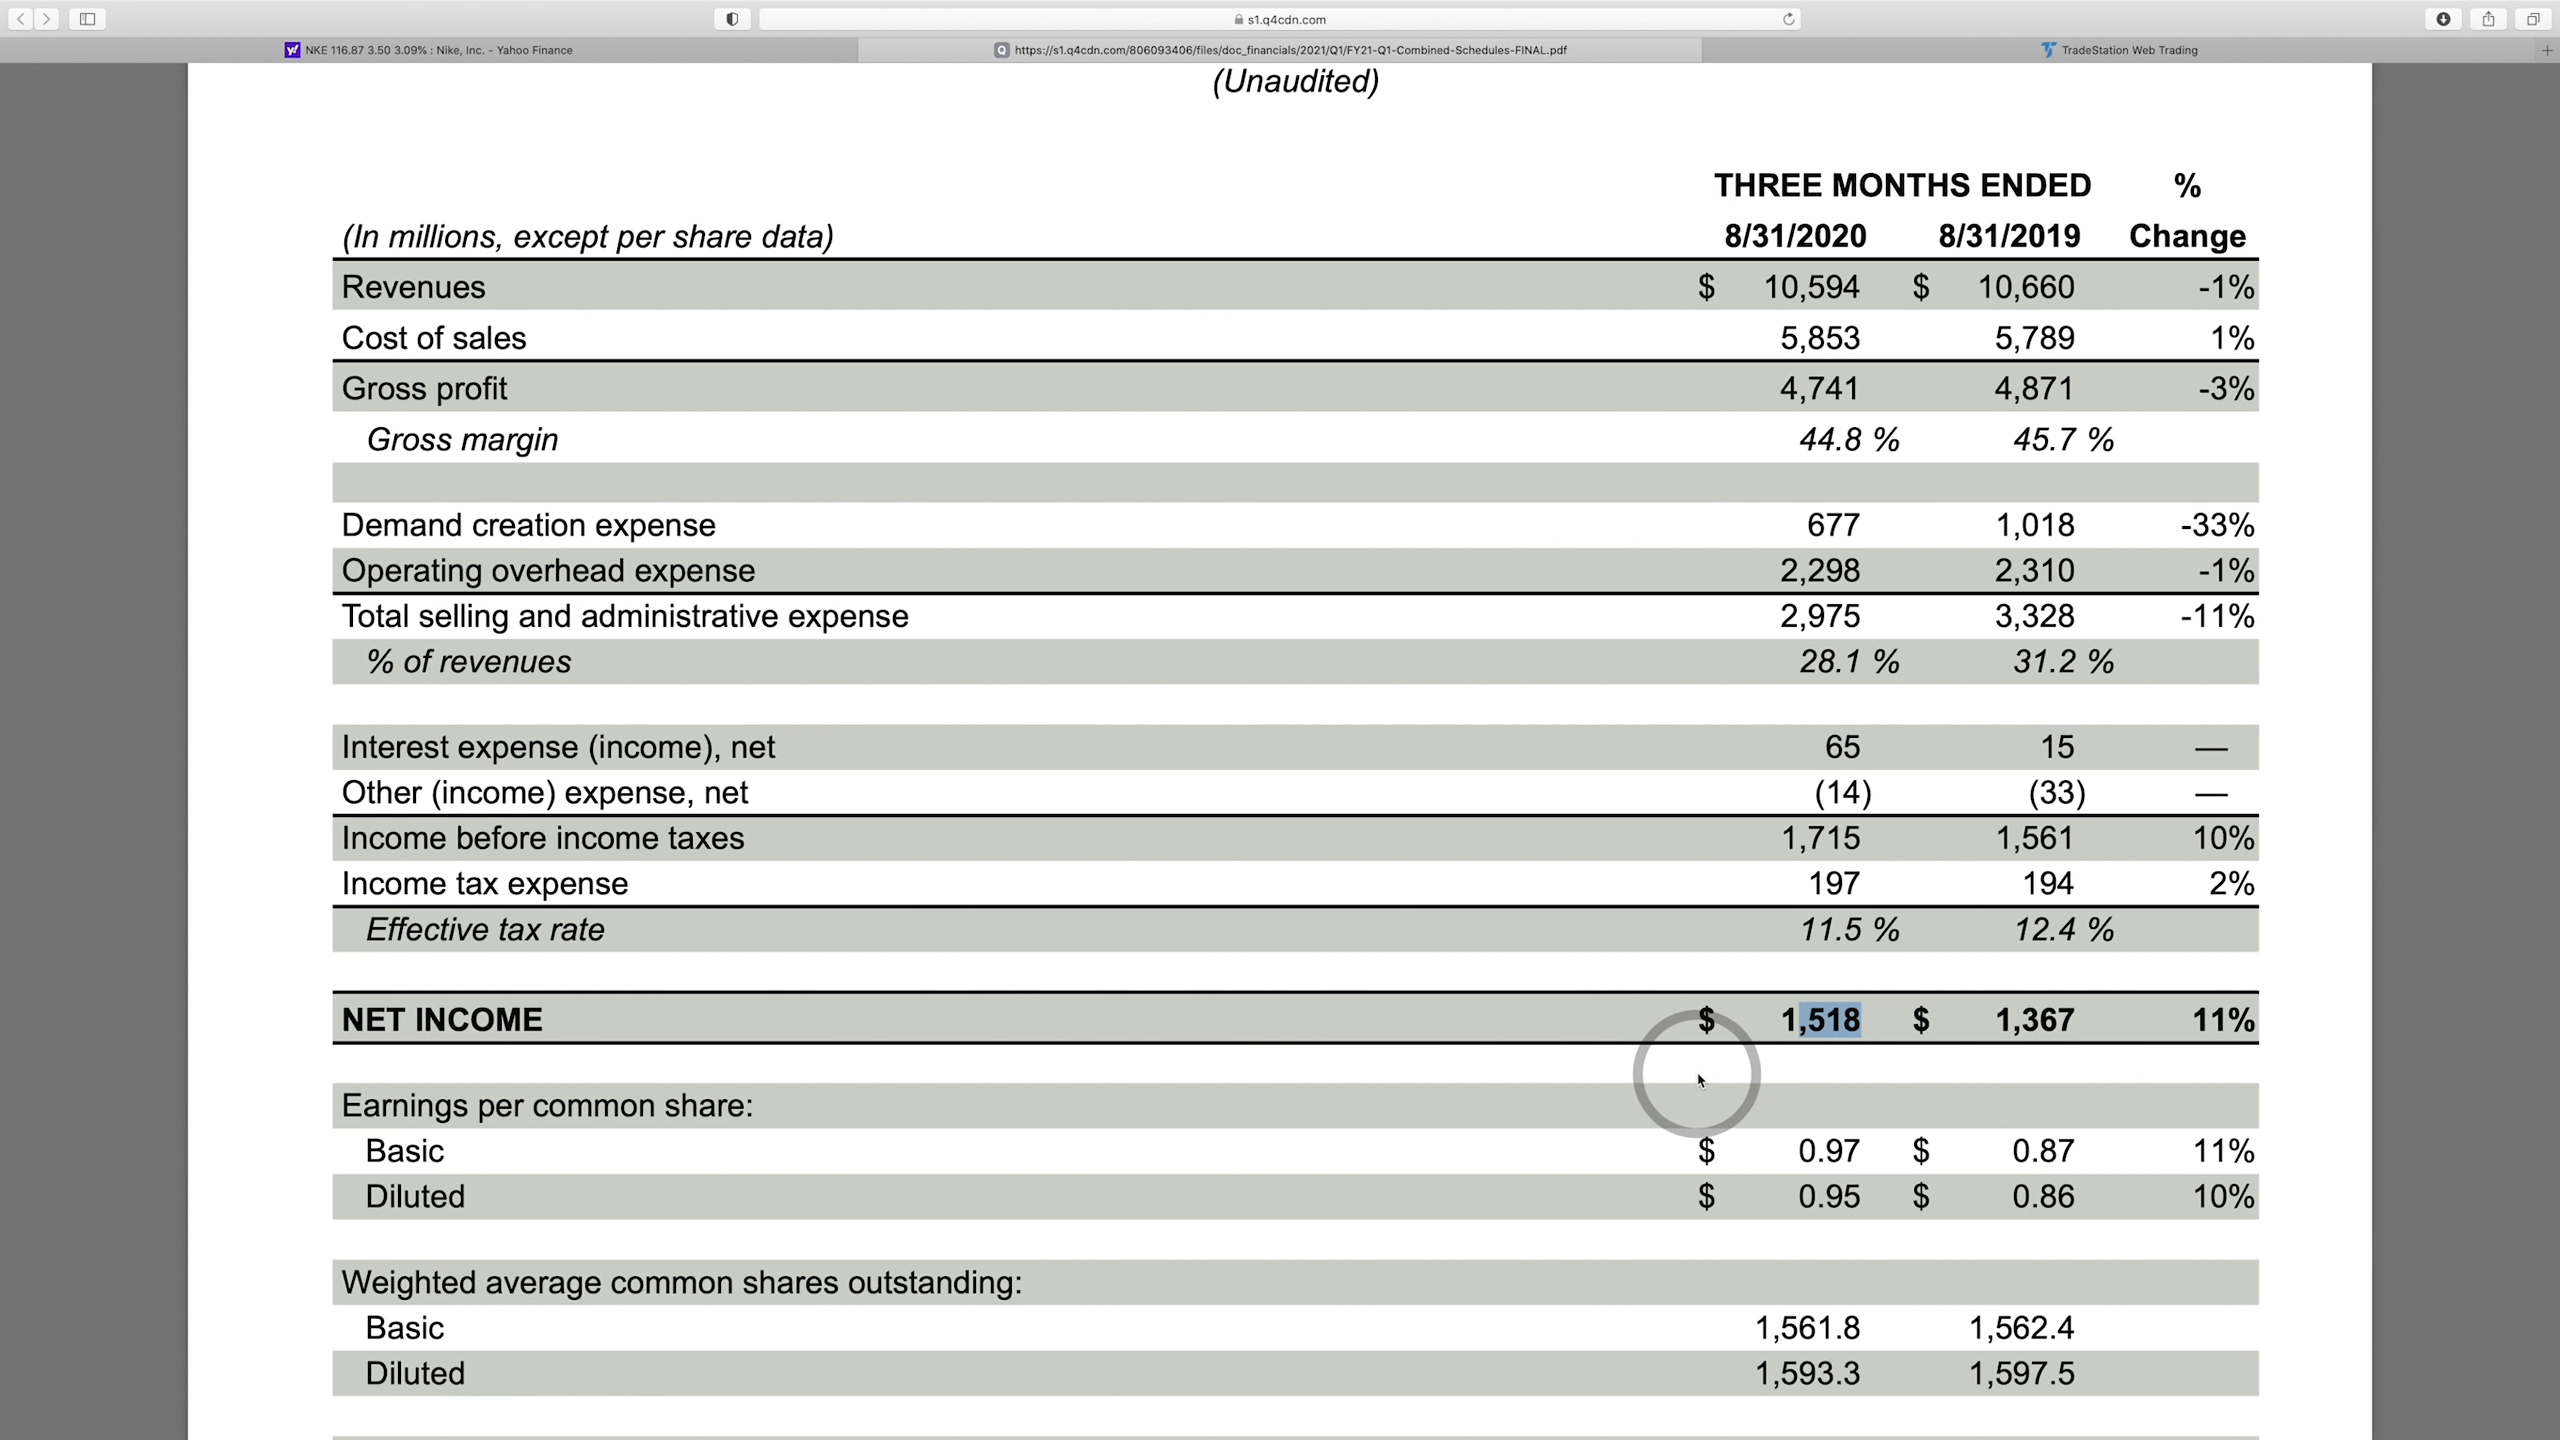 s1.q4cdn.com
NKE 116.87 3.50 3.09% : Nike, Inc. - Yahoo Finance
https://s1.q4cdn.com/806093406/files/doc_financials/2021/Q1/FY21-Q1-Combined-Schedules-FINAL.pdf
TradeStation Web Trading
(Unaudited)
THREE MONTHS ENDED %
(In millions, except per share data) 8/31/2020 8/31/2019 Change
Revenues $ 10,594 $ 10,660 -1%
Cost of sales 5,853 5,789 1%
Gross profit 4,741 4,871 -3%
Gross margin 44.8 % 45.7 %
Demand creation expense 677 1,018 -33%
Operating overhead expense 2,298 2,310 -1%
Total selling and administrative expense 2,975 3,328 -11%
% of revenues 28.1 % 31.2 %
Interest expense (income), net 65 15 —
Other (income) expense, net (14) (33) —
Income before income taxes 1,715 1,561 10%
Income tax expense 197 194 2%
Effective tax rate 11.5 % 12.4 %
NET INCOME $ 1,518 $ 1,367 11%
Earnings per common share:
Basic $ 0.97 $ 0.87 11%
Diluted $ 0.95 $ 0.86 10%
Weighted average common shares outstanding:
Basic 1,561.8 1,562.4
Diluted 1,593.3 1,597.5